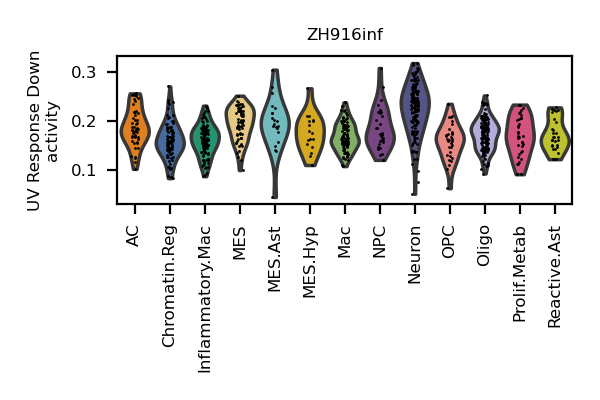 ZH916inf
UV Response Down
activity
0.3
0.2
0.1
AC
Chromatin.Reg
Inflammatory.Mac
MES
MES.Ast
MES.Hyp
Mac
NPC
Neuron
OPC
Oligo
Prolif.Metab
Reactive.Ast